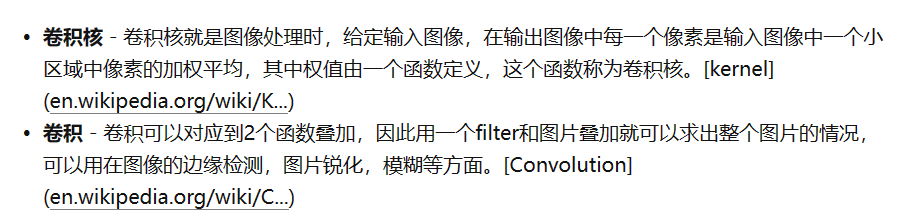 • 卷积核 - 卷积核就是图像处理时，给定输入图像，在输出图像中每一个像素是输入图像中一个小
区域中像素的加权平均，其中权值由一个函数定义，这个函数称为卷积核。[kernel]
(en.wikipedia.org/wiki/K...)
• 卷积 - 卷积可以对应到2个函数叠加，因此用一个filter和图片叠加就可以求出整个图片的情况，
可以用在图像的边缘检测，图片锐化，模糊等方面。[Convolution]
(en.wikipedia.org/wiki/C...)